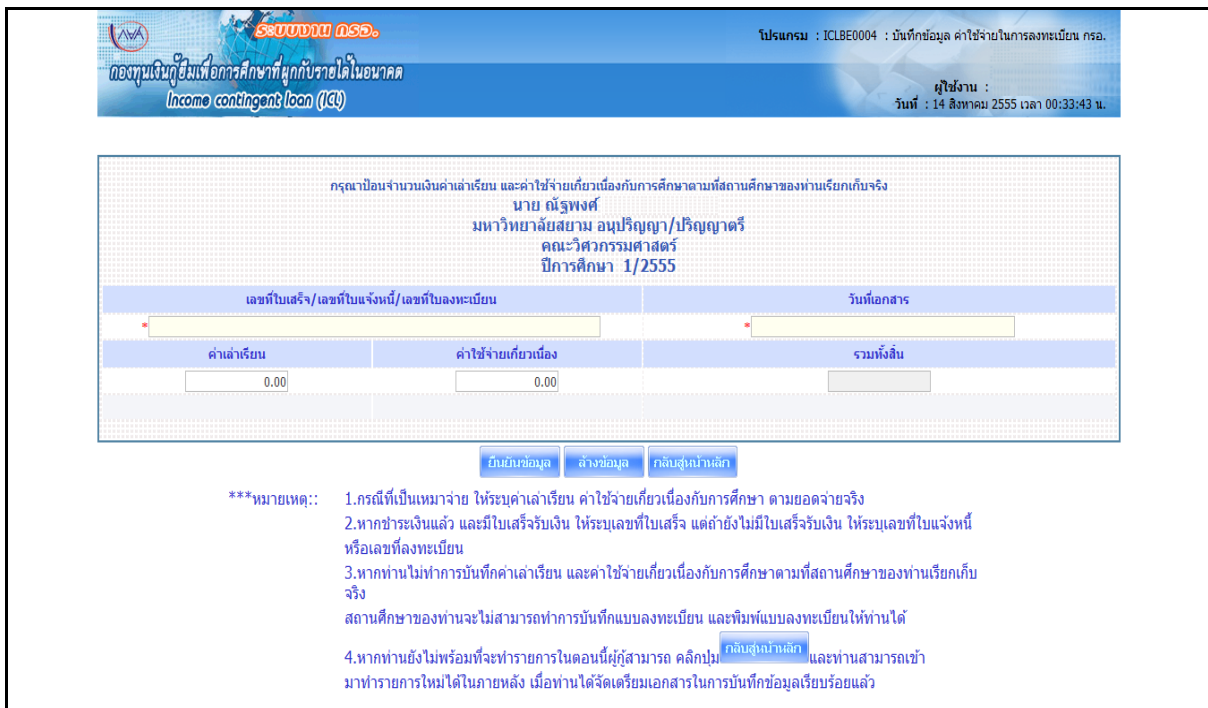 ระบบงาน กรอ.
โปรแกรม : ICLBE0004 : บันทึกข้อมูล ค่าใช้จ่ายในการลงทะเบียน กรอ.
กองทุนเงินกู้ยืมเพื่อการศึกษาที่ผูกกับรายได้ในอนาคต
Income contingent loan (ICL)
ผู้ใช้งาน :
วันที่ : 14 สิงหาคม 2555 เวลา 00:33:43 น.
กรุณาป้อนจำนวนเงินค่าเล่าเรียน และค่าใช้จ่ายเกี่ยวเนื่องกับการศึกษาตามที่สถานศึกษาของท่านเรียกเก็บจริง
นาย ณัฐพงศ์
มหาวิทยาลัยสยาม อนุปริญญา/ปริญญาตรี
คณะวิศวกรรมศาสตร์
ปีการศึกษา 1/2555
เลขที่ใบเสร็จ/เลขที่ใบแจ้งหนี้/เลขที่ใบลงทะเบียน วันที่เอกสาร
* *
ค่าเล่าเรียน ค่าใช้จ่ายเกี่ยวเนื่อง รวมทั้งสิ้น
0.00 0.00
ยืนยันข้อมูล ล้างข้อมูล กลับสู่หน้าหลัก
***หมายเหตุ:: 1.กรณีที่เป็นเหมาจ่าย ให้ระบุค่าเล่าเรียน ค่าใช้จ่ายเกี่ยวเนื่องกับการศึกษา ตามยอดจ่ายจริง
2.หากชำระเงินแล้ว และมีใบเสร็จรับเงิน ให้ระบุเลขที่ใบเสร็จ แต่ถ้ายังไม่มีใบเสร็จรับเงิน ให้ระบุเลขที่ใบแจ้งหนี้
หรือเลขที่ลงทะเบียน
3.หากท่านไม่ทำการบันทึกค่าเล่าเรียน และค่าใช้จ่ายเกี่ยวเนื่องกับการศึกษาตามที่สถานศึกษาของท่านเรียกเก็บ
จริง
สถานศึกษาของท่านจะไม่สามารถทำการบันทึกแบบลงทะเบียน และพิมพ์แบบลงทะเบียนให้ท่านได้
4.หากท่านยังไม่พร้อมที่จะทำรายการในตอนนี้ผู้กู้สามารถ คลิกปุ่ม กลับสู่หน้าหลัก และท่านสามารถเข้า
มาทำรายการใหม่ได้ในภายหลัง เมื่อท่านได้จัดเตรียมเอกสารในการบันทึกข้อมูลเรียบร้อยแล้ว